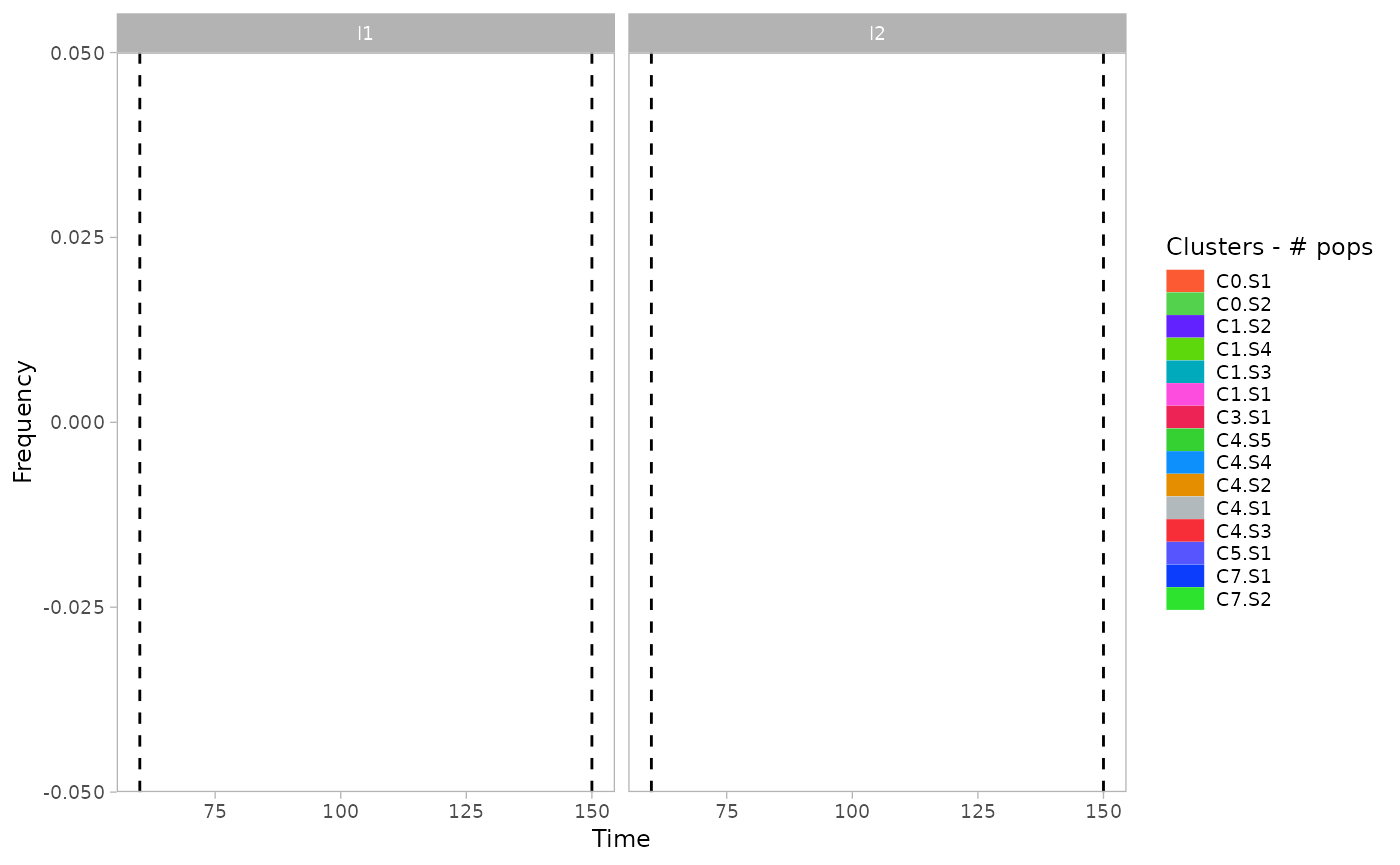 I1
I2
0.050
0.025
0.000
-0.025
-0.050
Frequency
75
100
125
150
75
100
125
150
Time
Clusters - # pops
C0.S1
C0.S2
C1.S2
C1.S4
C1.S3
C1.S1
C3.S1
C4.S5
C4.S4
C4.S2
C4.S1
C4.S3
C5.S1
C7.S1
C7.S2